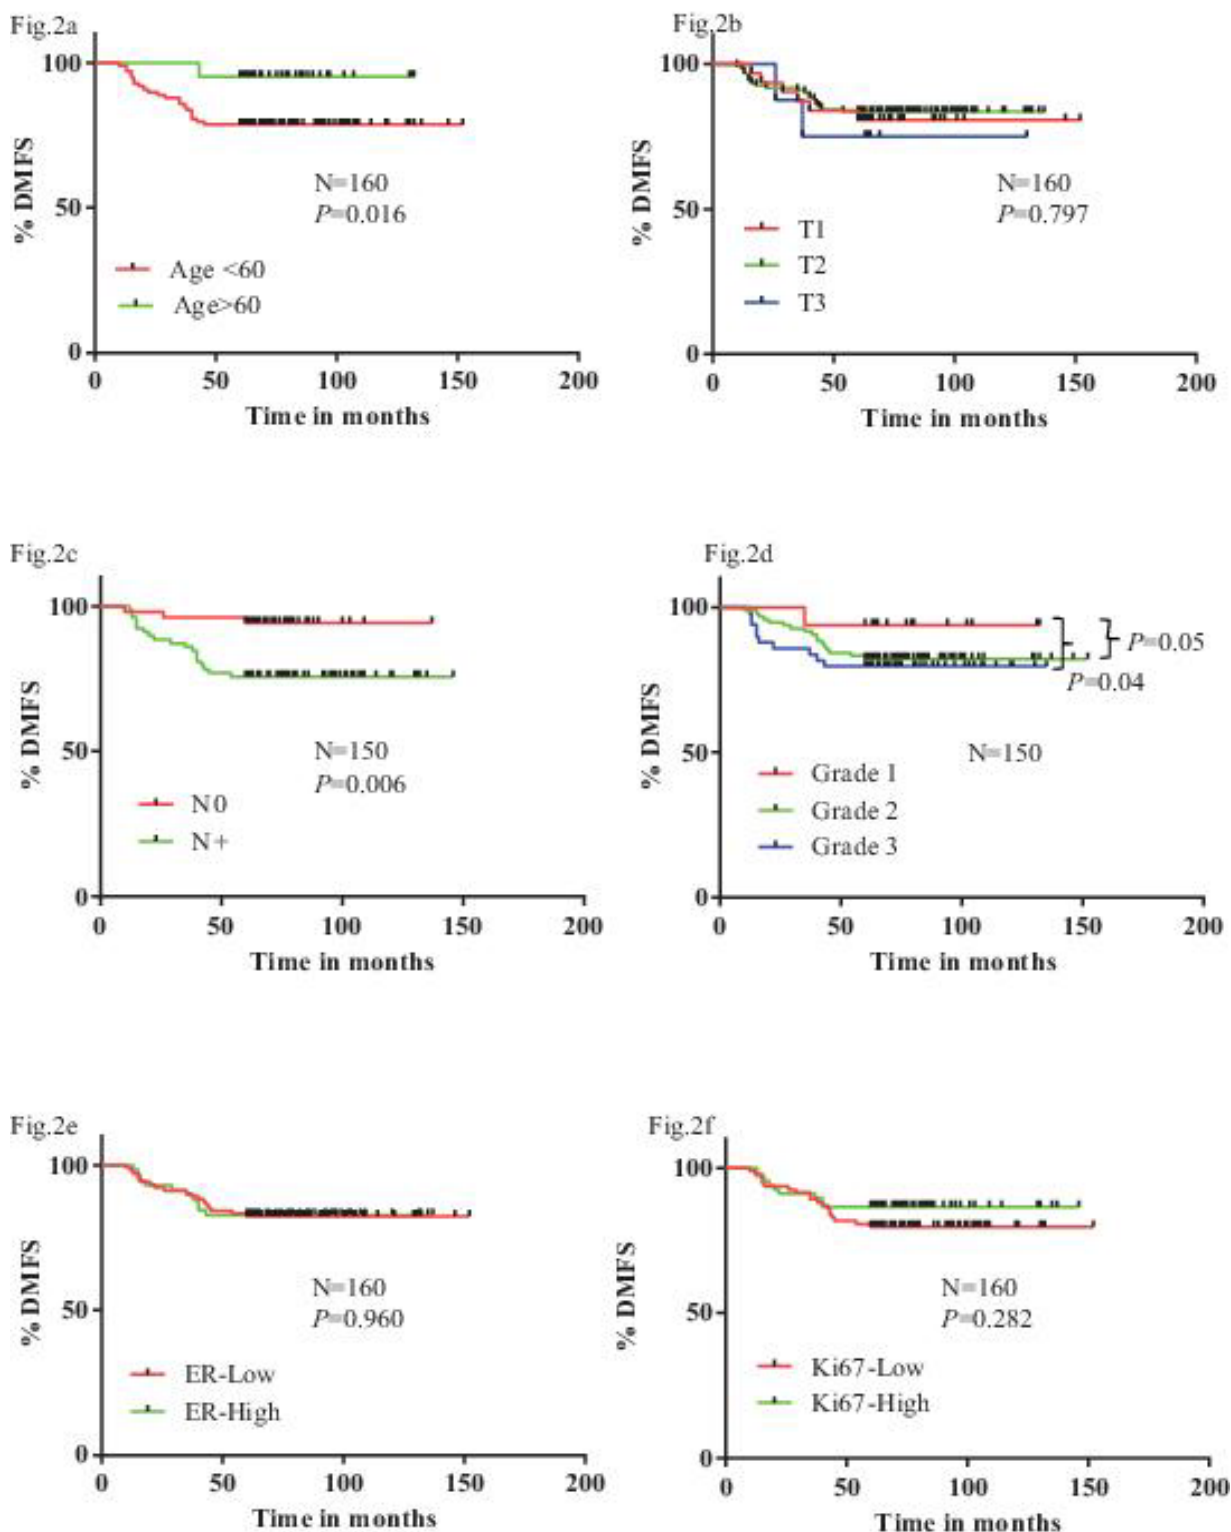 Fig.2a
100
50
0
% DMFS
N=160
P=0.016
Age <60
Age>60
0 50 100 150 200
Time in months
Fig.2b
100
50
0
% DMFS
N=160
P=0.797
T1
T2
T3
0 50 100 150 200
Time in months
Fig.2c
100
50
0
% DMFS
N=150
P=0.006
N0
N+
0 50 100 150 200
Time in months
Fig.2d
100
50
0
% DMFS
P=0.05
P=0.04
N=150
Grade 1
Grade 2
Grade 3
0 50 100 150 200
Time in months
Fig.2e
100
50
0
% DMFS
N=160
P=0.960
ER-Low
ER-High
0 50 100 150 200
Time in months
Fig.2f
100
50
0
% DMFS
N=160
P=0.282
Ki67-Low
Ki67-High
0 50 100 150 200
Time in months